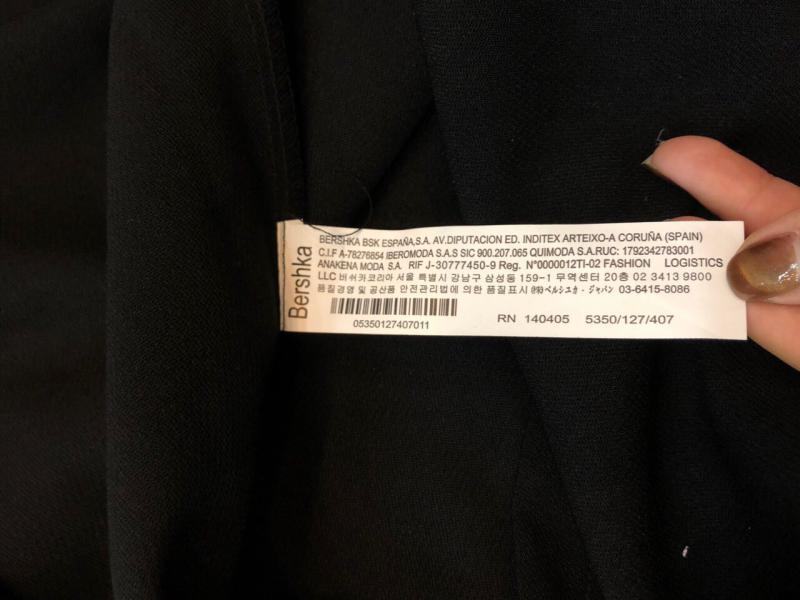 Bershka
BERSHKA BSK ESPAÑA,S.A. AV.DIPUTACION ED. INDITEX ARTEIXO-A CORUÑA (SPAIN)
C.I.F A-78276854 IBEROMODA S.A.S SIC 900.207.065 QUIMODA S.A.RUC: 1792342783001
ANAKENA MODA S.A. RIF J-30777450-9 Reg. N°0000012TI-02 FASHION LOGISTICS
LLC 버쉬카코리아 서울 특별시 강남구 삼성동 159-1 무역센터 20층 02 3413 9800
품질경영 및 공산품 안전관리법에 의한 품질표시 ㈱ベルシュカ・ジャパン 03-6415-8086
05350127407011
RN 140405 5350/127/407